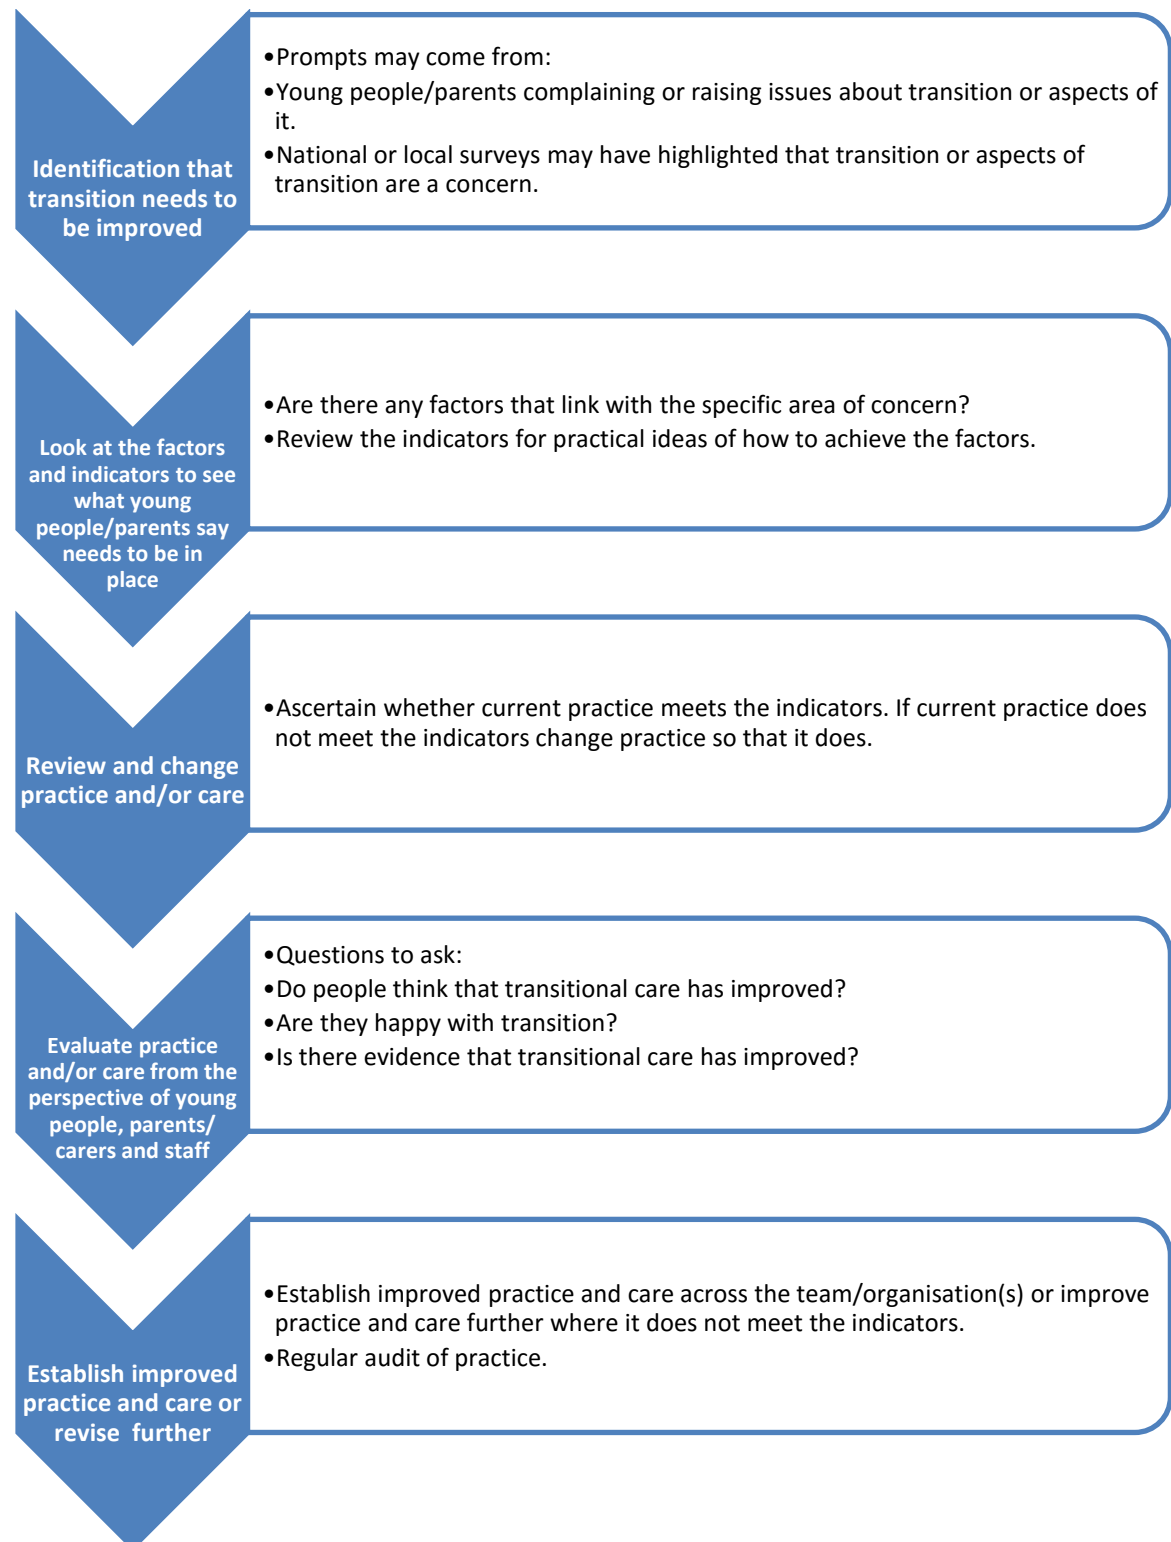 Identification that
transition needs to
be improved
•Prompts may come from:
•Young people/parents complaining or raising issues about transition or aspects of
it.
•National or local surveys may have highlighted that transition or aspects of
transition are a concern.
Look at the factors
and indicators to see
what young
people/parents say
needs to be in
place
•Are there any factors that link with the specific area of concern?
•Review the indicators for practical ideas of how to achieve the factors.
Review and change
practice and/or care
•Ascertain whether current practice meets the indicators. If current practice does
not meet the indicators change practice so that it does.
Evaluate practice
and/or care from the
perspective of young
people, parents/
carers and staff
•Questions to ask:
•Do people think that transitional care has improved?
•Are they happy with transition?
•Is there evidence that transitional care has improved?
Establish improved
practice and care or
revise  further
•Establish improved practice and care across the team/organisation(s) or improve
practice and care further where it does not meet the indicators.
•Regular audit of practice.